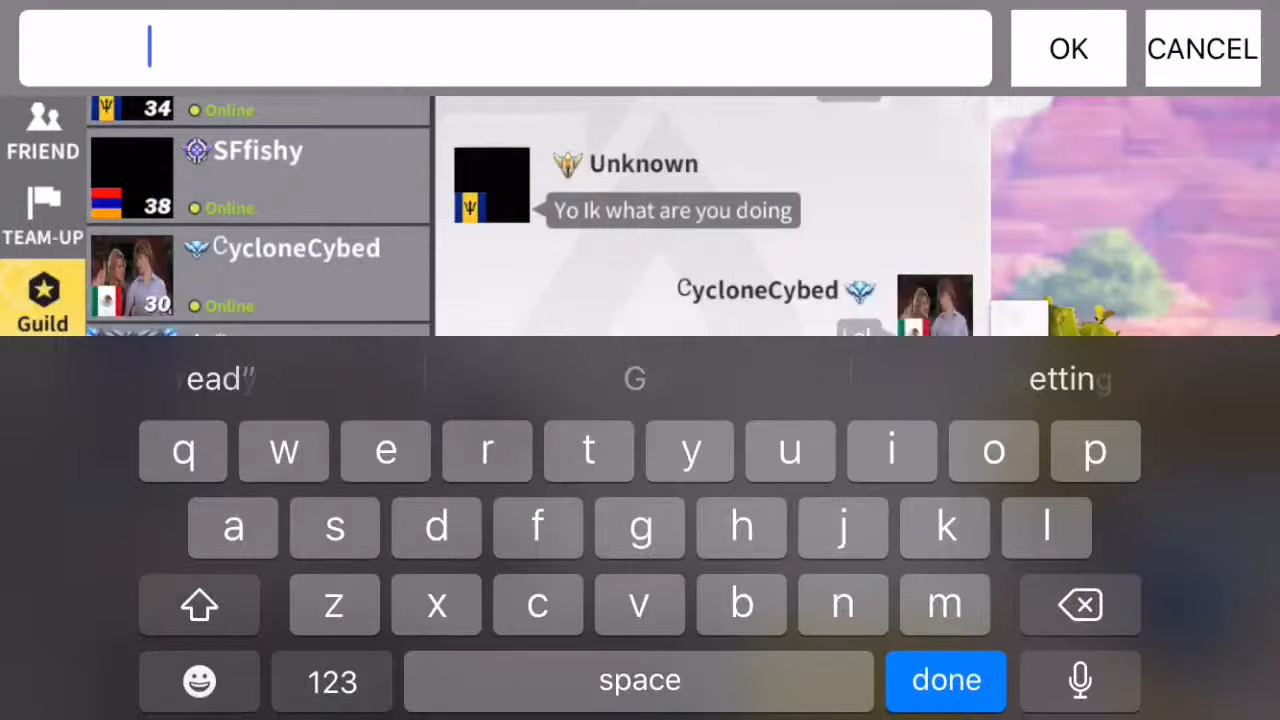 OK
CANCEL
34
Online
FRIEND
SFfishy
38
Online
TEAM-UP
CycloneCybed
30
Online
Guild
Unknown
Yo Ik what are you doing
CycloneCybed
ead"
G
etting
q w e r t y u i o p
a s d f g h j k l
z x c v b n m
123
space
done